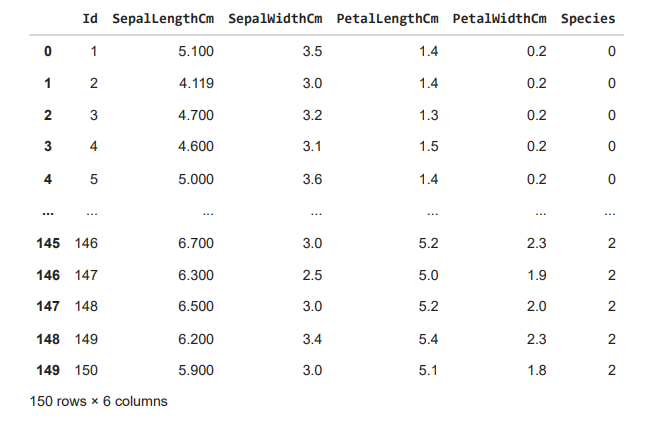 Id SepalLengthCm SepalWidthCm PetalLengthCm PetalWidthCm Species
0 1 5.100 3.5 1.4 0.2 0
1 2 4.119 3.0 1.4 0.2 0
2 3 4.700 3.2 1.3 0.2 0
3 4 4.600 3.1 1.5 0.2 0
4 5 5.000 3.6 1.4 0.2 0
... ... ... ... ... ... ...
145 146 6.700 3.0 5.2 2.3 2
146 147 6.300 2.5 5.0 1.9 2
147 148 6.500 3.0 5.2 2.0 2
148 149 6.200 3.4 5.4 2.3 2
149 150 5.900 3.0 5.1 1.8 2
150 rows × 6 columns